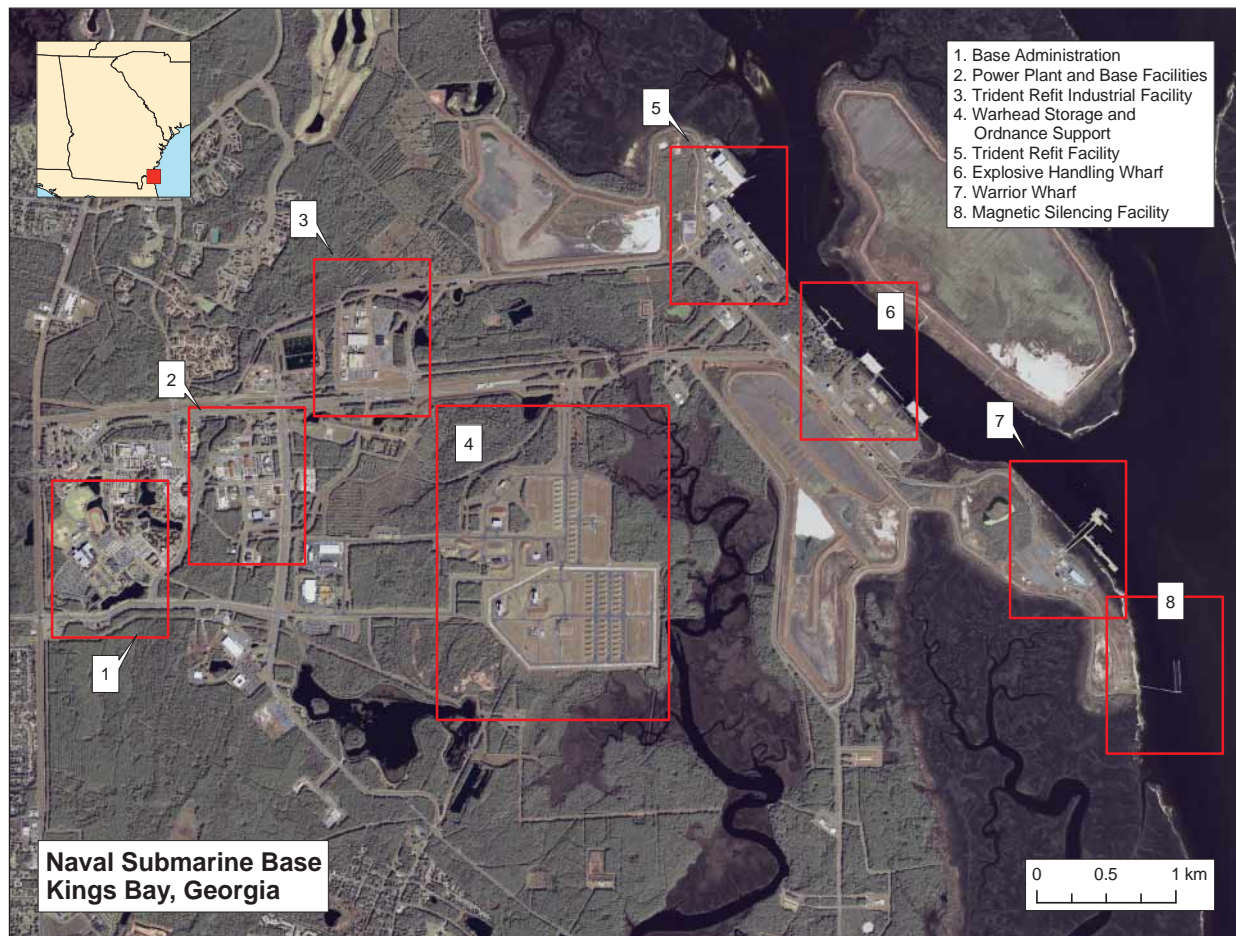 1. Base Administration
2. Power Plant and Base Facilities
3. Trident Refit Industrial Facility
4. Warhead Storage and
Ordnance Support
5. Trident Refit Facility
6. Explosive Handling Wharf
7. Warrior Wharf
8. Magnetic Silencing Facility
5
3
6
2
7
4
8
1
Naval Submarine Base
Kings Bay, Georgia
0 0.5 1 km